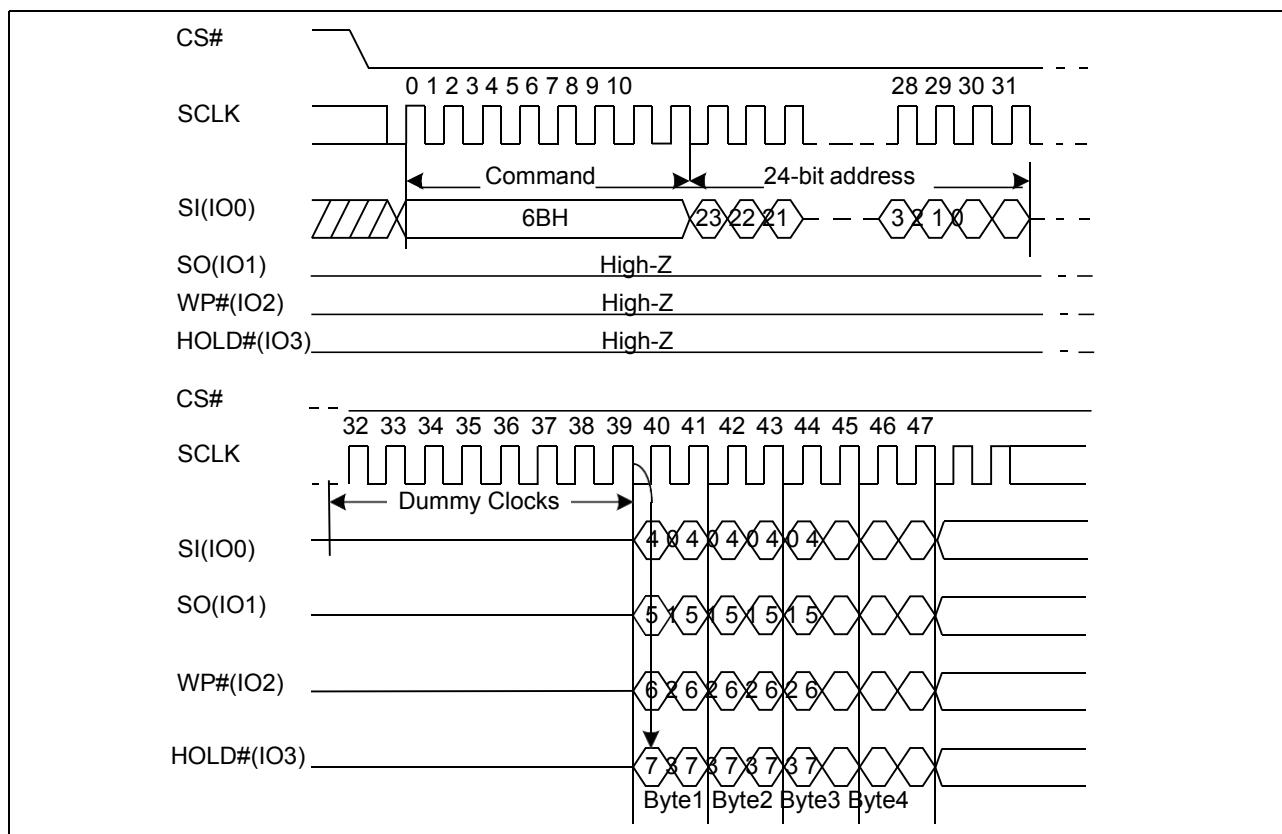 CS#
0 1 2 3 4 5 6 7 8 9 10 28 29 30 31
SCLK
Command 24-bit address
SI(IO0) 6BH 23 22 21 3 2 1 0
SO(IO1) High-Z
WP#(IO2) High-Z
HOLD#(IO3) High-Z
CS#
32 33 34 35 36 37 38 39 40 41 42 43 44 45 46 47
SCLK
Dummy Clocks
SI(IO0) 4 0 4 0 4 0 4 0 4
SO(IO1) 5 1 5 1 5 1 5 1 5
WP#(IO2) 6 2 6 2 6 2 6 2 6
HOLD#(IO3) 7 3 7 3 7 3 7 3 7
Byte1 Byte2 Byte3 Byte4